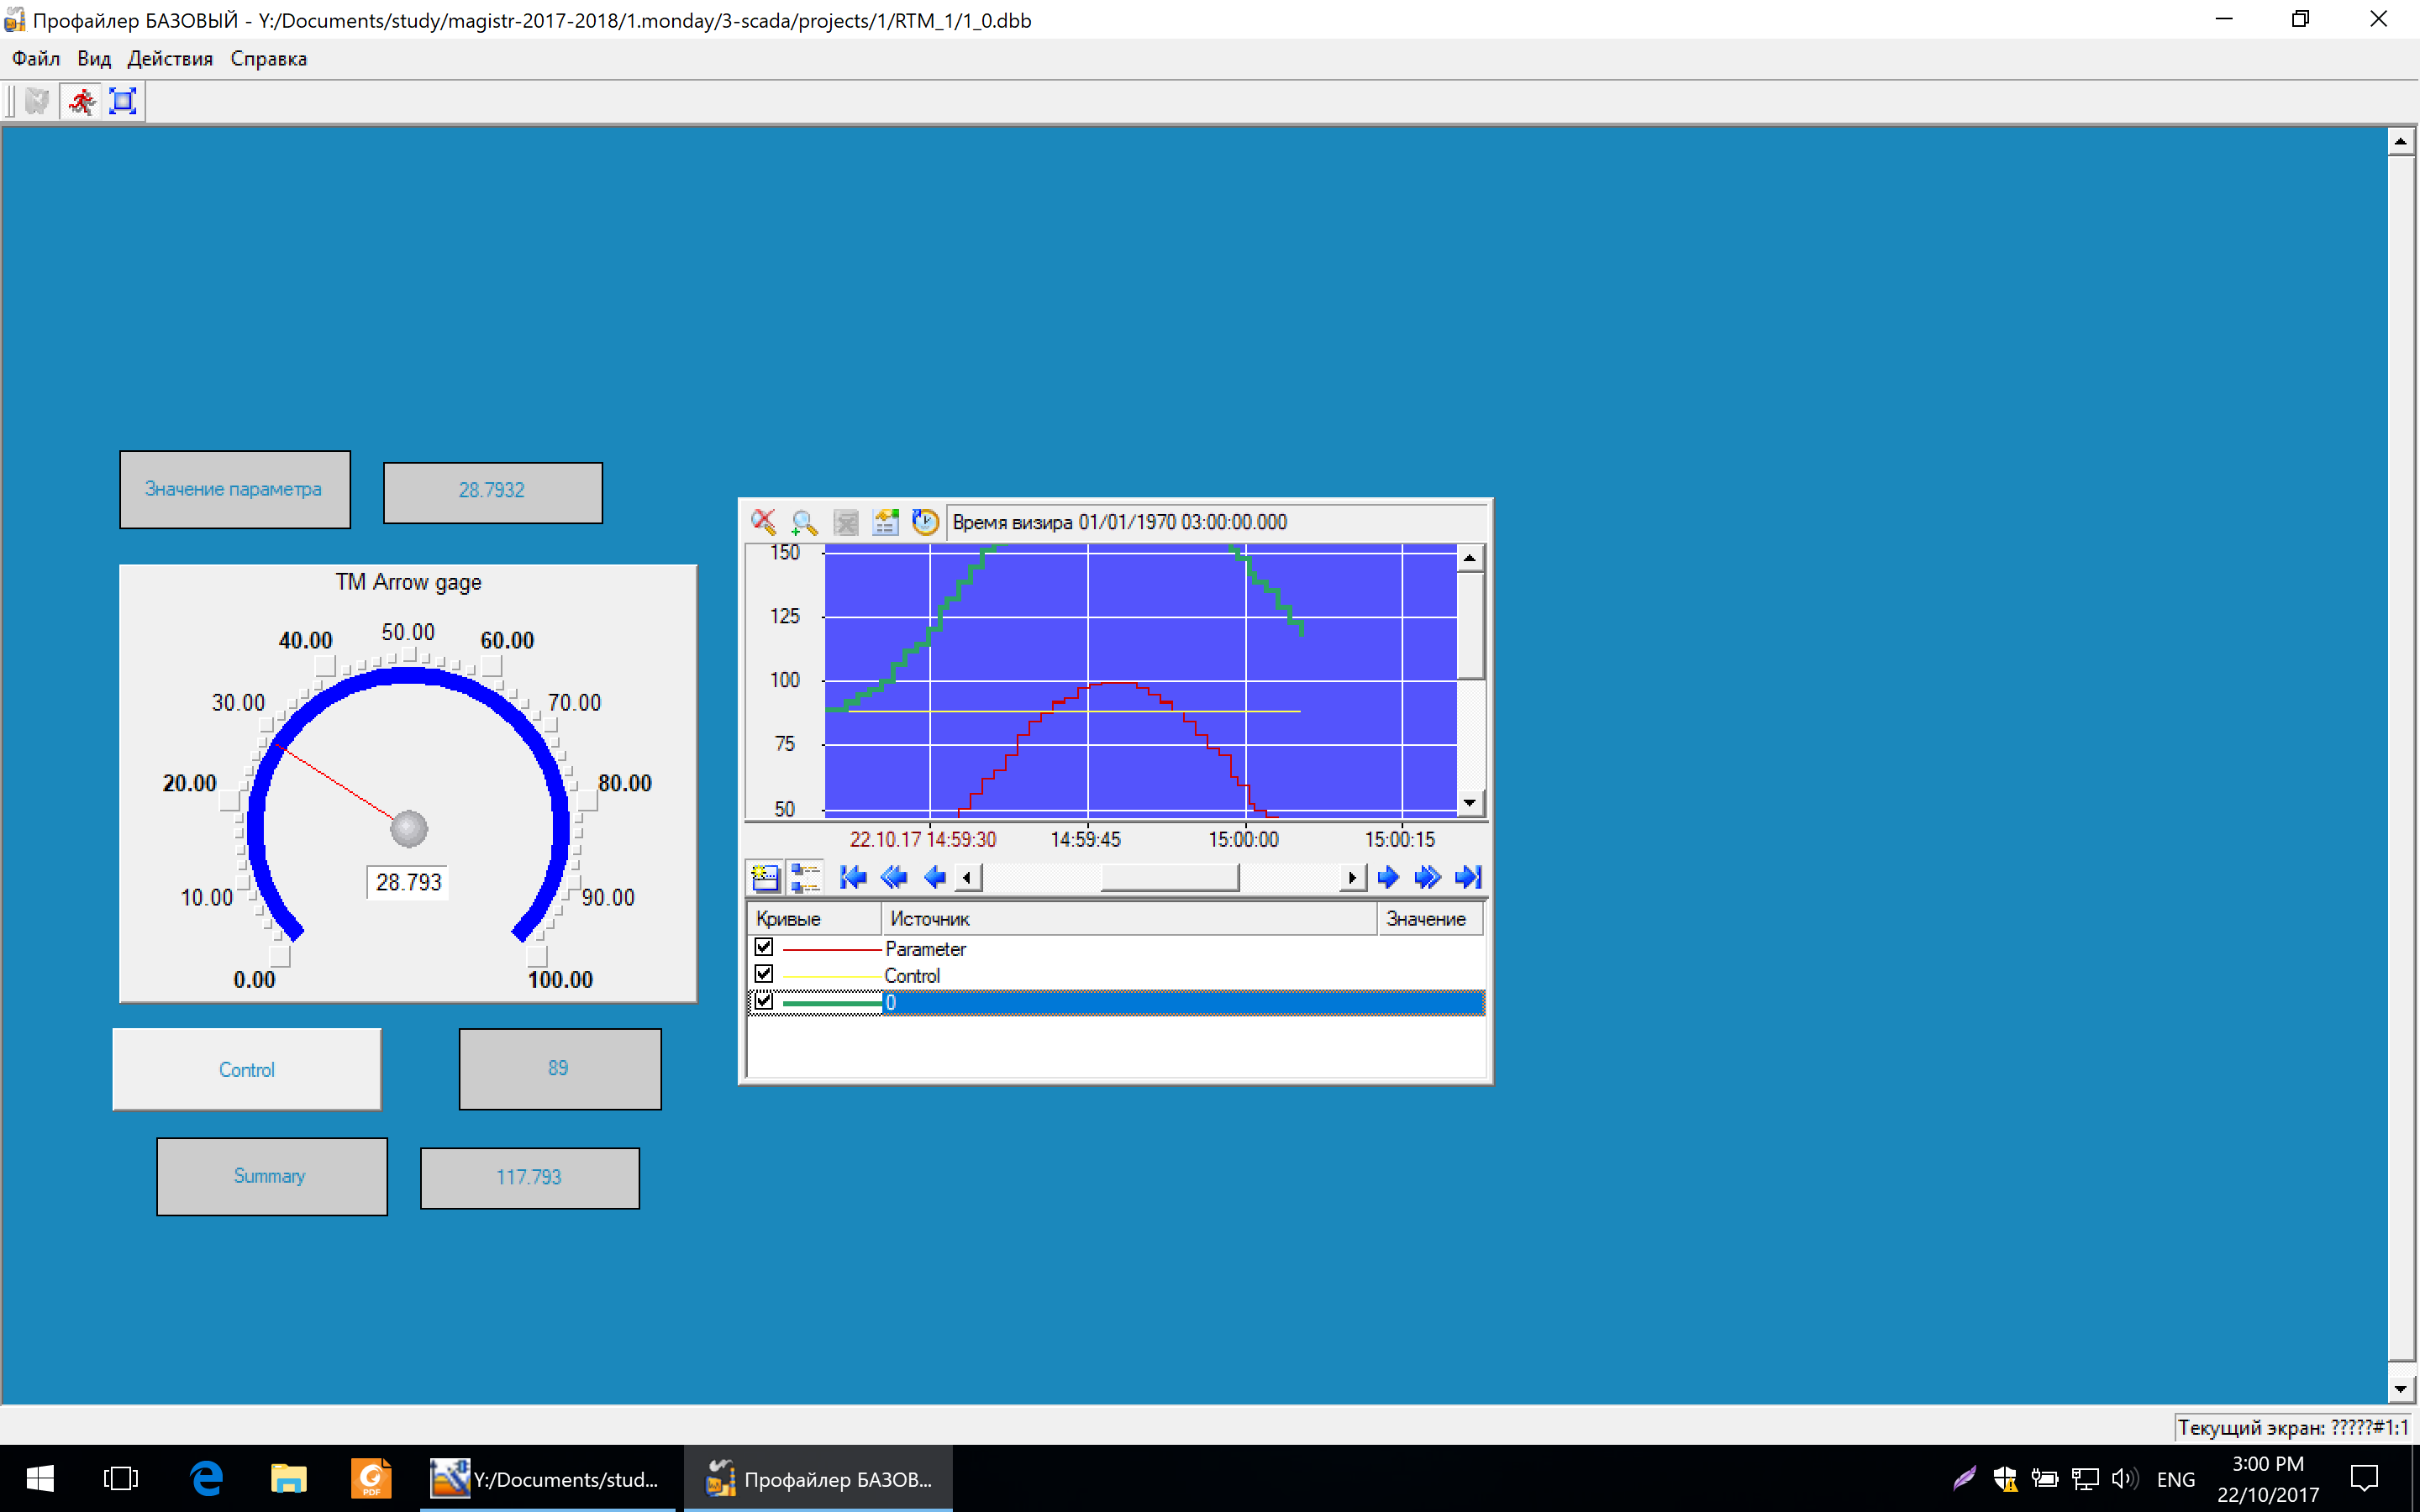 Профайлер БАЗОВЫЙ - Y:/Documents/study/magistr-2017-2018/1.monday/3-scada/projects/1/RTM_1/1_0.dbb
Файл Вид Действия Справка
Значение параметра
28.7932
TM Arrow gage
50.00
40.00
60.00
30.00
70.00
20.00
80.00
28.793
10.00
90.00
0.00
100.00
Control
89
Summary
117.793
Время визира 01/01/1970 03:00:00.000
150
125
100
75
50
22.10.17 14:59:30 14:59:45 15:00:00 15:00:15
Кривые Источник Значение
Parameter
Control
0
Текущий экран: ?????#1:1
PDF
Y:/Documents/stud...
Профайлер БАЗОВ...
ENG
3:00 PM
22/10/2017